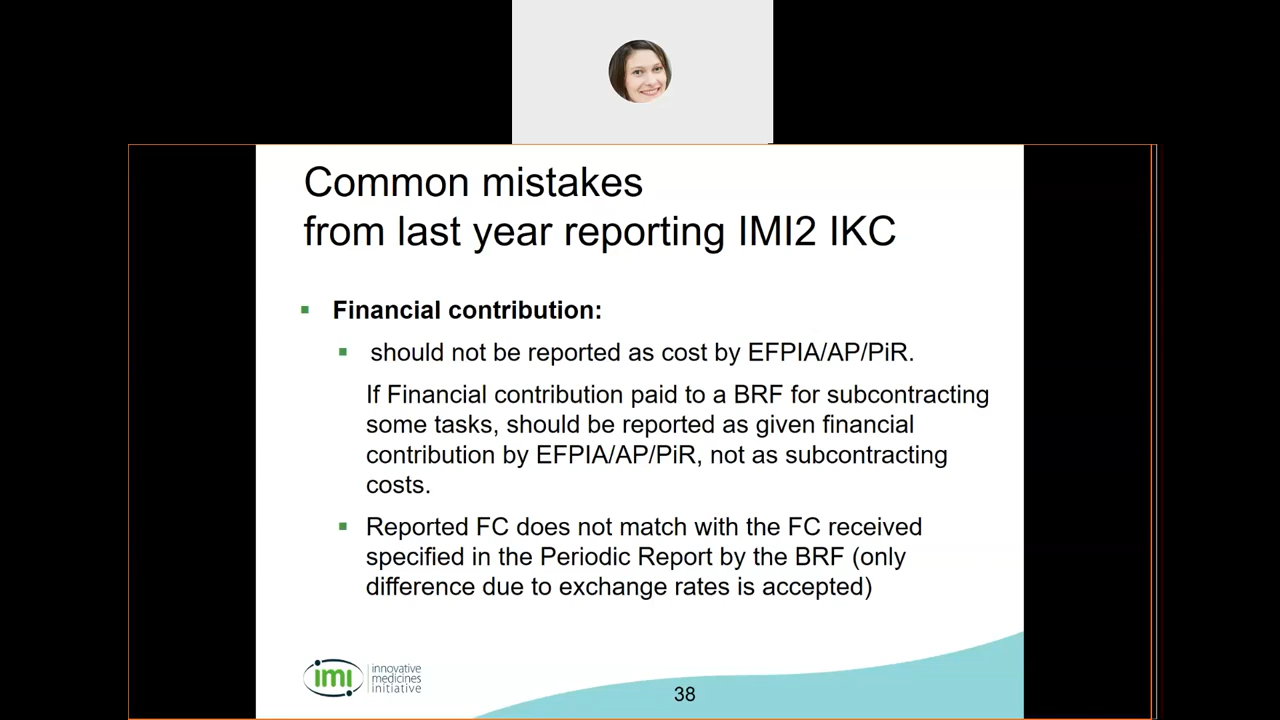 Common mistakes
from last year reporting IMI2 IKC
Financial contribution:
should not be reported as cost by EFPIA/AP/PiR.
If Financial contribution paid to a BRF for subcontracting
some tasks, should be reported as given financial
contribution by EFPIA/AP/PiR, not as subcontracting
costs.
Reported FC does not match with the FC received
specified in the Periodic Report by the BRF (only
difference due to exchange rates is accepted)
imi
innovative
medicines
initiative
38